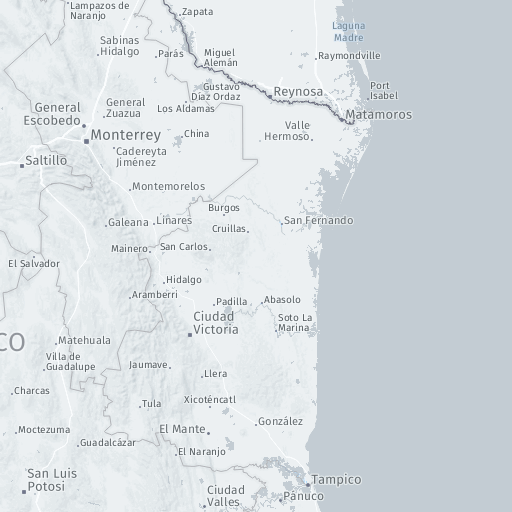 Lampazos de
Naranjo
Zapata
Laguna
Madre
Sabinas
Hidalgo
Parás
Miguel
Alemán
Raymondville
Gustavo
Díaz Ordaz
Reynosa
Port
Isabel
General
Escobedo
General
Zuazua
Los Aldamas
Matamoros
Monterrey
China
Valle
Hermoso
Cadereyta
Jiménez
Saltillo
Montemorelos
Burgos
Galeana
Linares
Cruillas
San Fernando
Mainero
San Carlos
El Salvador
Hidalgo
Aramberri
Padilla
Abasolo
Ciudad
Victoria
Soto La
Marina
CO
Matehuala
Villa de
Guadalupe
Jaumave
Llera
Charcas
Tula
Xicoténcatl
Moctezuma
El Mante
González
Guadalcázar
El Naranjo
San Luis
Potosi
Tampico
Ciudad
Valles
Pánuco